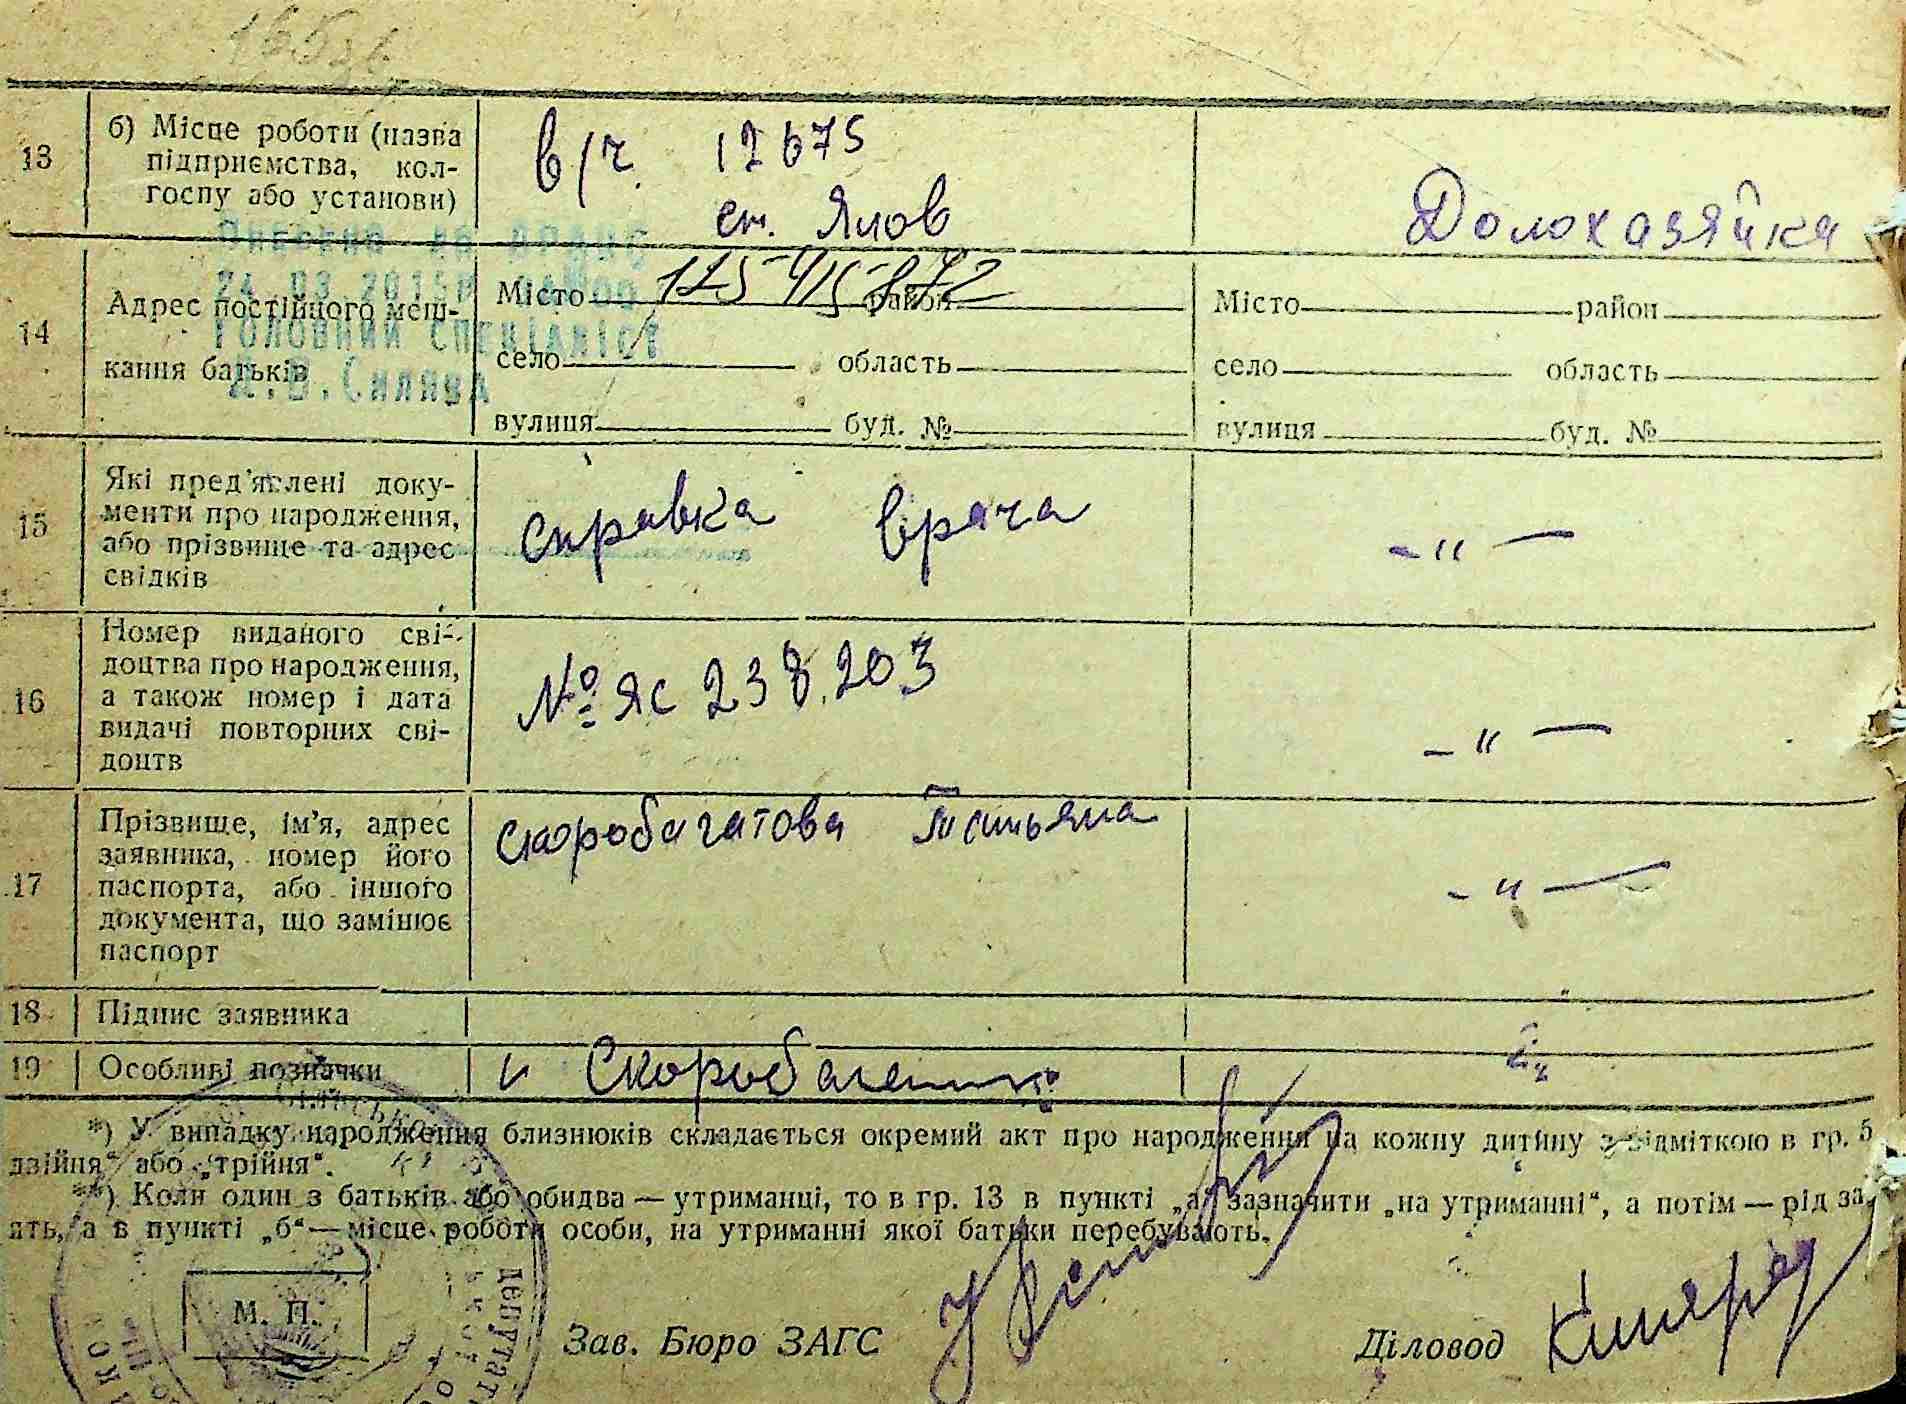 13
б) Місце роботи (назва
підприємства, кол-
госпу або установи)
в/ч. 12675
ст. Ялов
Домохазяйка
24 03 2015р
ГОЛОВНИЙ СПЕЦІАЛІСТ
14
Адрес постійного меш-
кання батьків
Місто район
село область
вулиця буд. №
Місто район
село область
вулиця буд. №
15
Які пред'явлені доку-
менти про народження,
або прізвище та адрес
свідків
справка врача
-"-
16
Номер виданого сві-
доцтва про народження,
а також номер і дата
видачі повторних сві-
доцтв
№ ЯС 238203
-"-
17
Прізвище, ім'я, адрес
заявника, номер його
паспорта, або іншого
документа, що замінює
паспорт
Скоробагатова Татьяна
-"-
18
Підпис заявника
19
Особливі позначки
*) У випадку народження близнюків складається окремий акт про народження на кожну дитину з відміткою в гр. 5
двійня" або „трійня".
**) Коли один з батьків або обидва — утриманці, то в гр. 13 в пункті „а" зазначити „на утриманні", а потім — рід за
ять, а в пункті „б" — місце роботи особи, на утриманні якої батьки перебувають.
М. П.
Зав. Бюро ЗАГС
Діловод